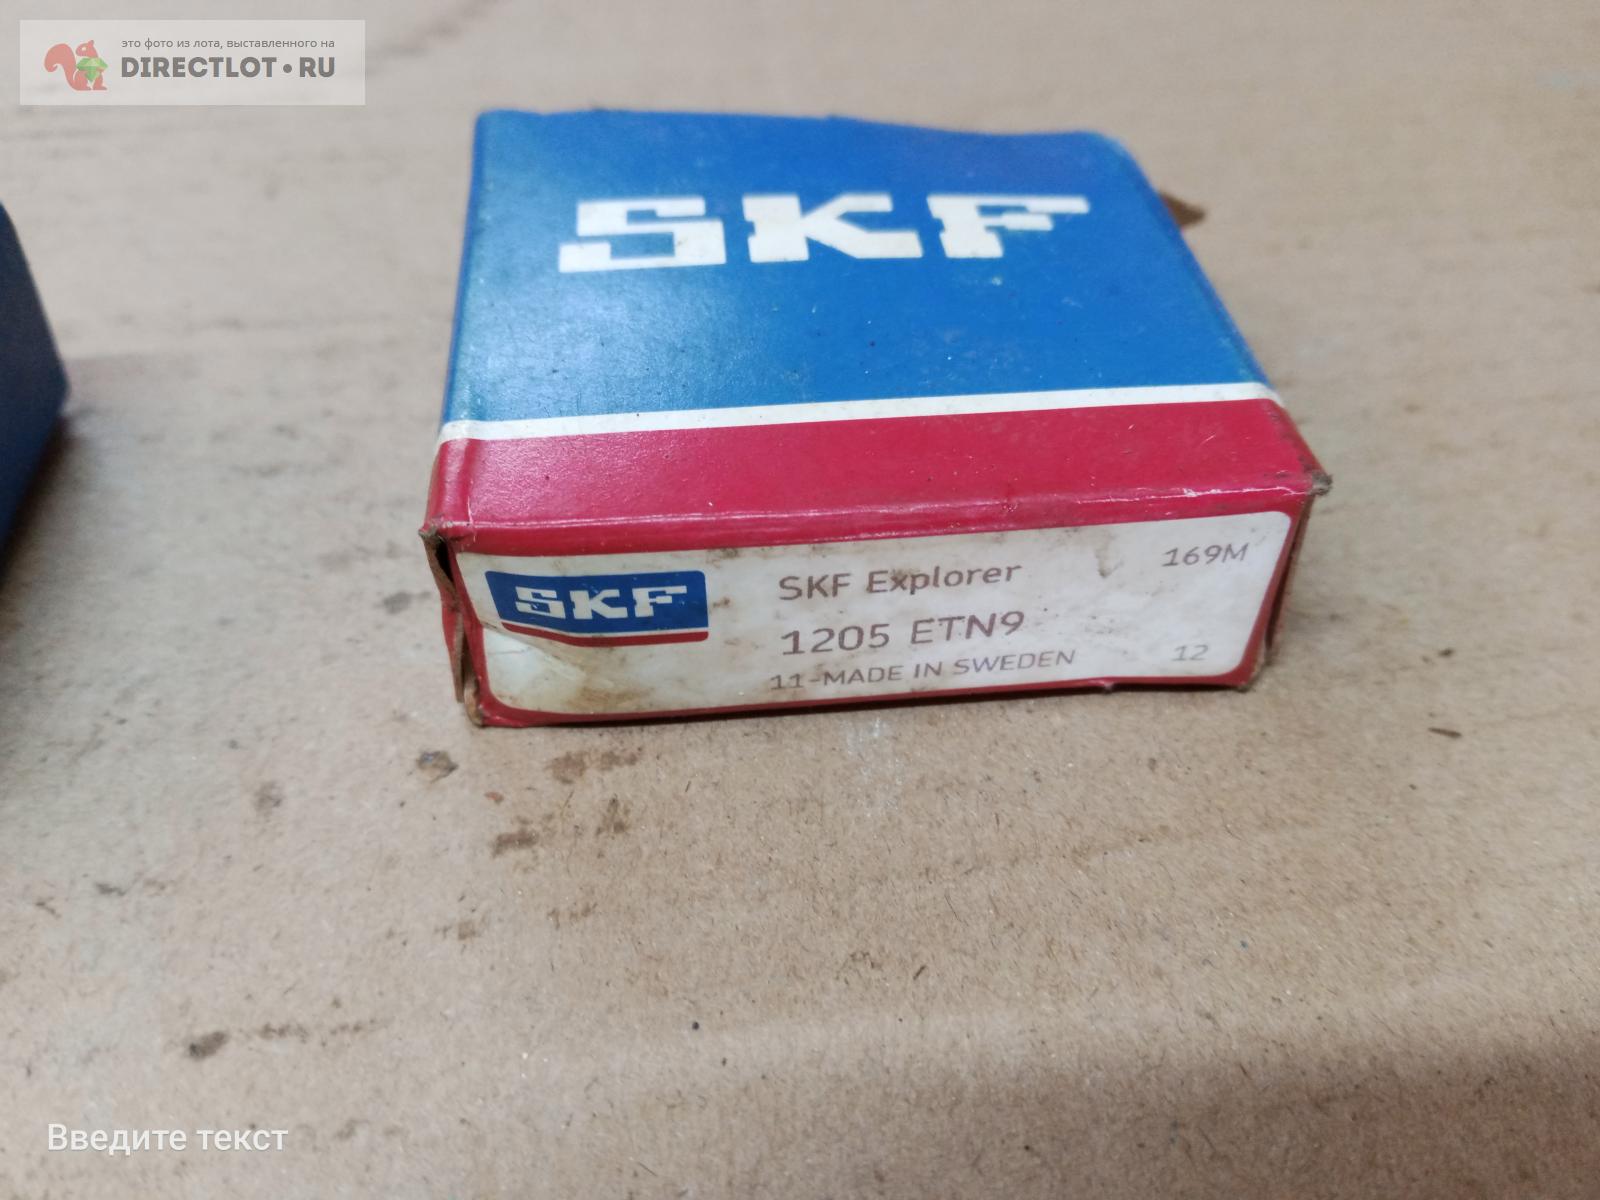 это фото из лота, выставленного на
DIRECTLOT•RU
SKF
SKF
SKF Explorer
169M
1205 ETN9
11-MADE IN SWEDEN
12
Введите текст